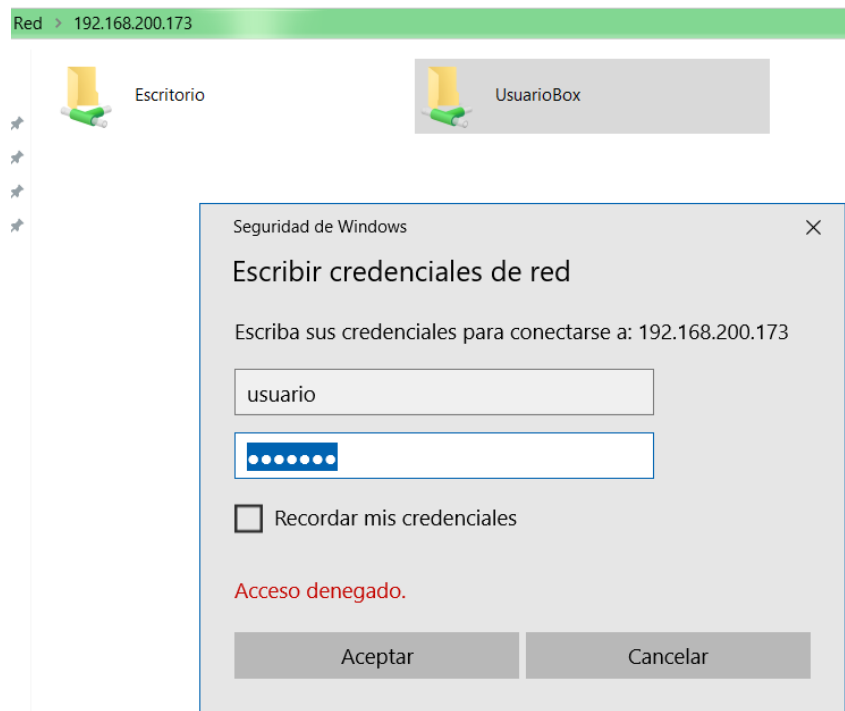 Red > 192.168.200.173
Escritorio
UsuarioBox
Seguridad de Windows
Escribir credenciales de red
Escriba sus credenciales para conectarse a: 192.168.200.173
usuario
•••••••
Recordar mis credenciales
Acceso denegado.
Aceptar
Cancelar